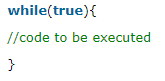 while(true){
//code to be executed
}